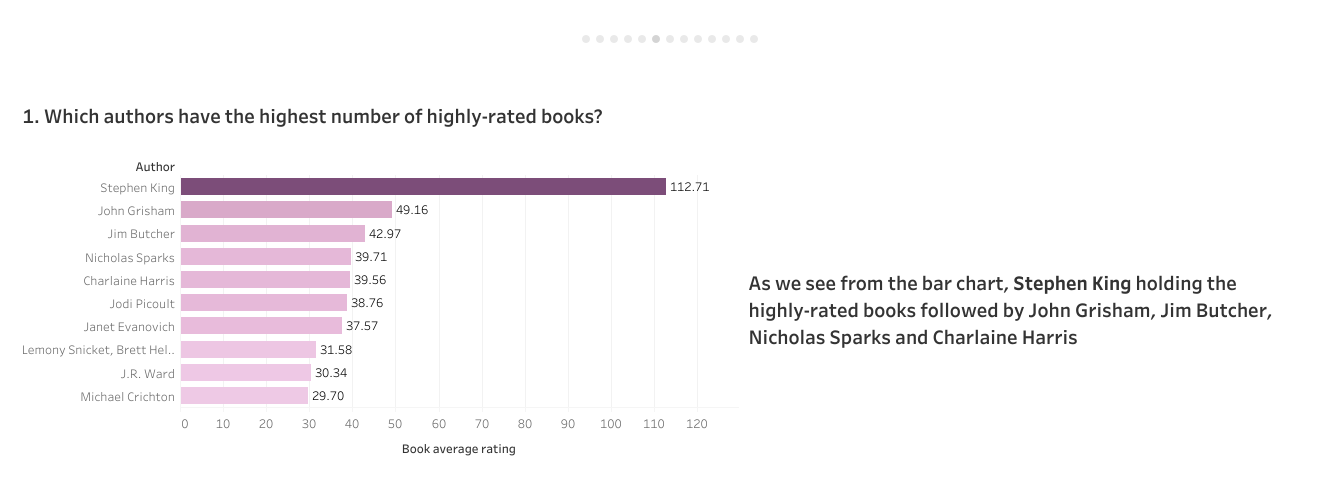 1. Which authors have the highest number of highly-rated books?
Author
Stephen King 112.71
John Grisham 49.16
Jim Butcher 42.97
Nicholas Sparks 39.71
Charlaine Harris 39.56
Jodi Picoult 38.76
Janet Evanovich 37.57
Lemony Snicket, Brett Hel.. 31.58
J.R. Ward 30.34
Michael Crichton 29.70
0 10 20 30 40 50 60 70 80 90 100 110 120
Book average rating
As we see from the bar chart, Stephen King holding the
highly-rated books followed by John Grisham, Jim Butcher,
Nicholas Sparks and Charlaine Harris